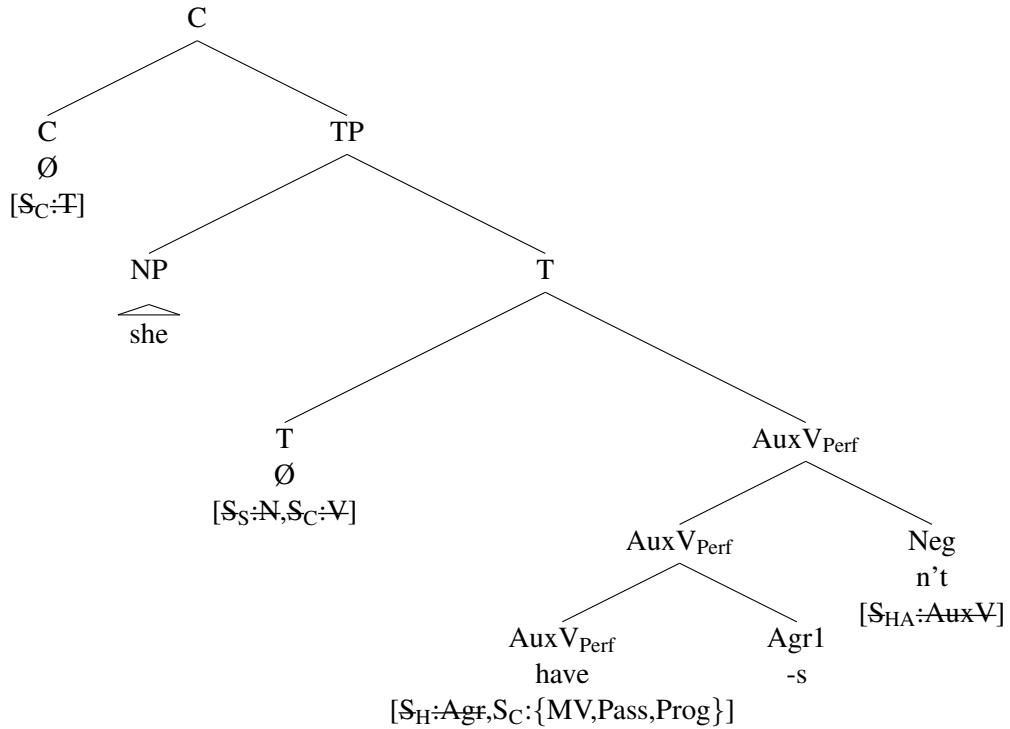 C
C TP
Ø
[S_C:T]
NP T
she
T AuxV_Perf
Ø
[S_S:N,S_C:V]
AuxV_Perf Neg
n't
[S_HA:AuxV]
AuxV_Perf Agr1
have -s
[S_H:Agr,S_C:{MV,Pass,Prog}]